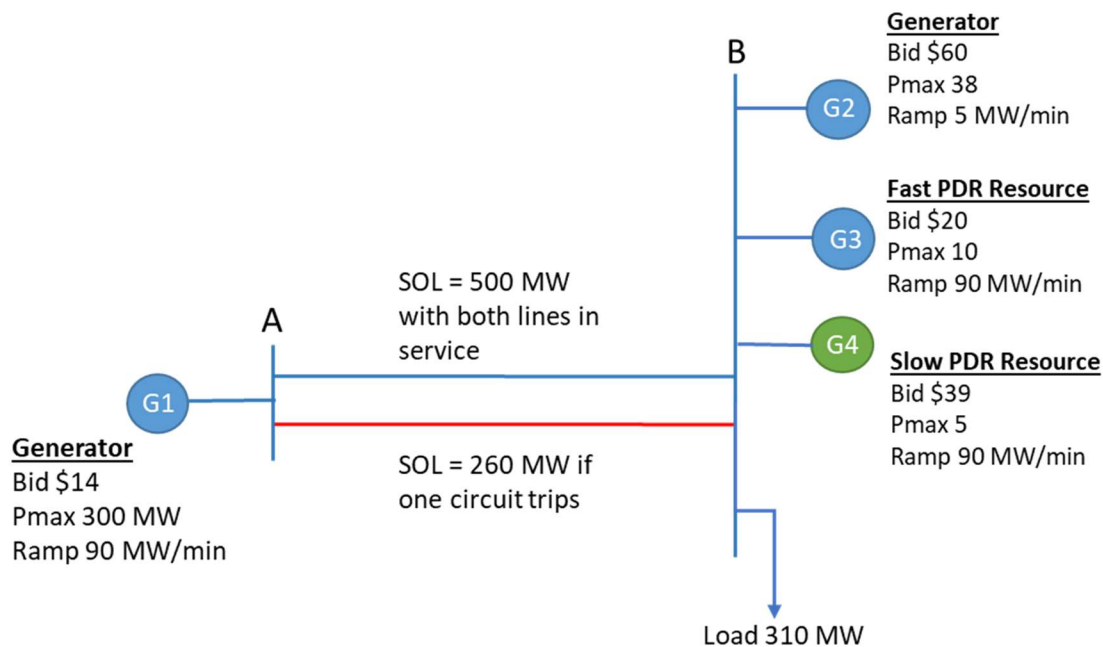 Generator
Bid $60
Pmax 38
Ramp 5 MW/min
B
G2
Fast PDR Resource
Bid $20
Pmax 10
Ramp 90 MW/min
G3
SOL = 500 MW
with both lines in
service
A
G4
Slow PDR Resource
Bid $39
Pmax 5
Ramp 90 MW/min
G1
Generator
Bid $14
Pmax 300 MW
Ramp 90 MW/min
SOL = 260 MW if
one circuit trips
Load 310 MW